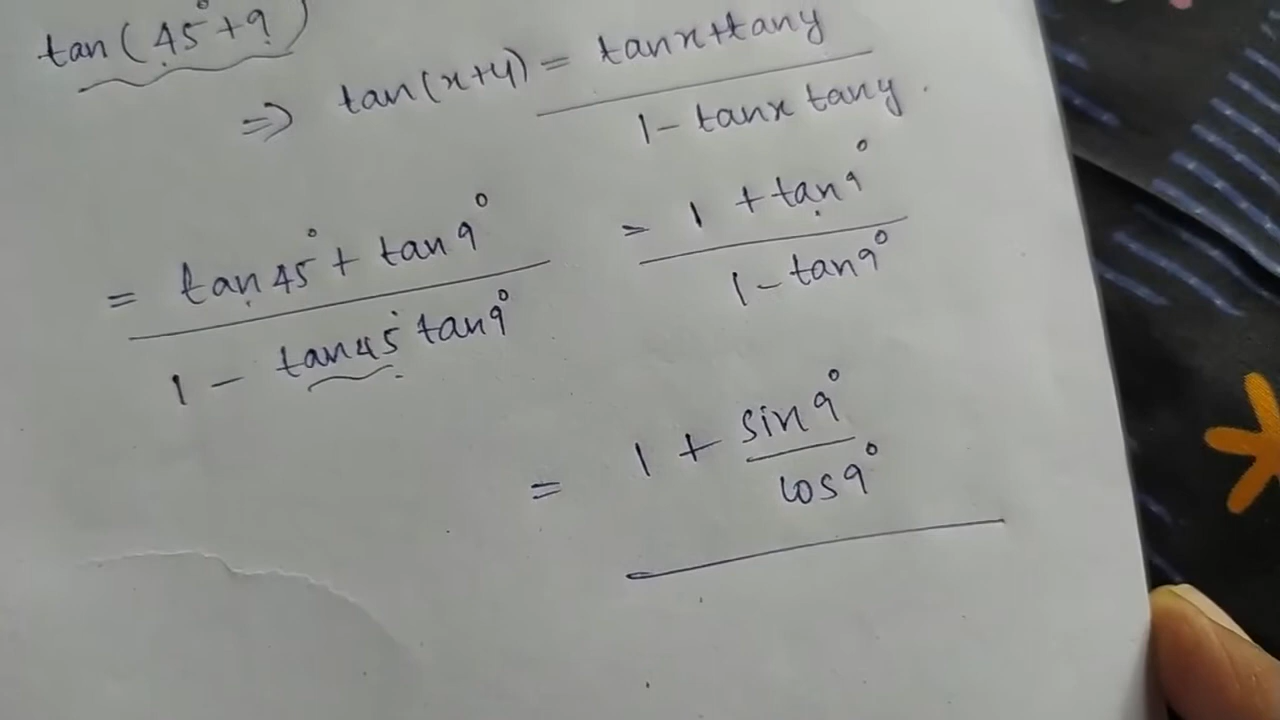 tan(45°+9)
⇒ tan(x+y) = tanx+tany / 1-tanx tany.
= tan45°+tan9° / 1-tan45° tan9° = 1+tan9° / 1-tan9°
= 1+ sin9°/cos9°